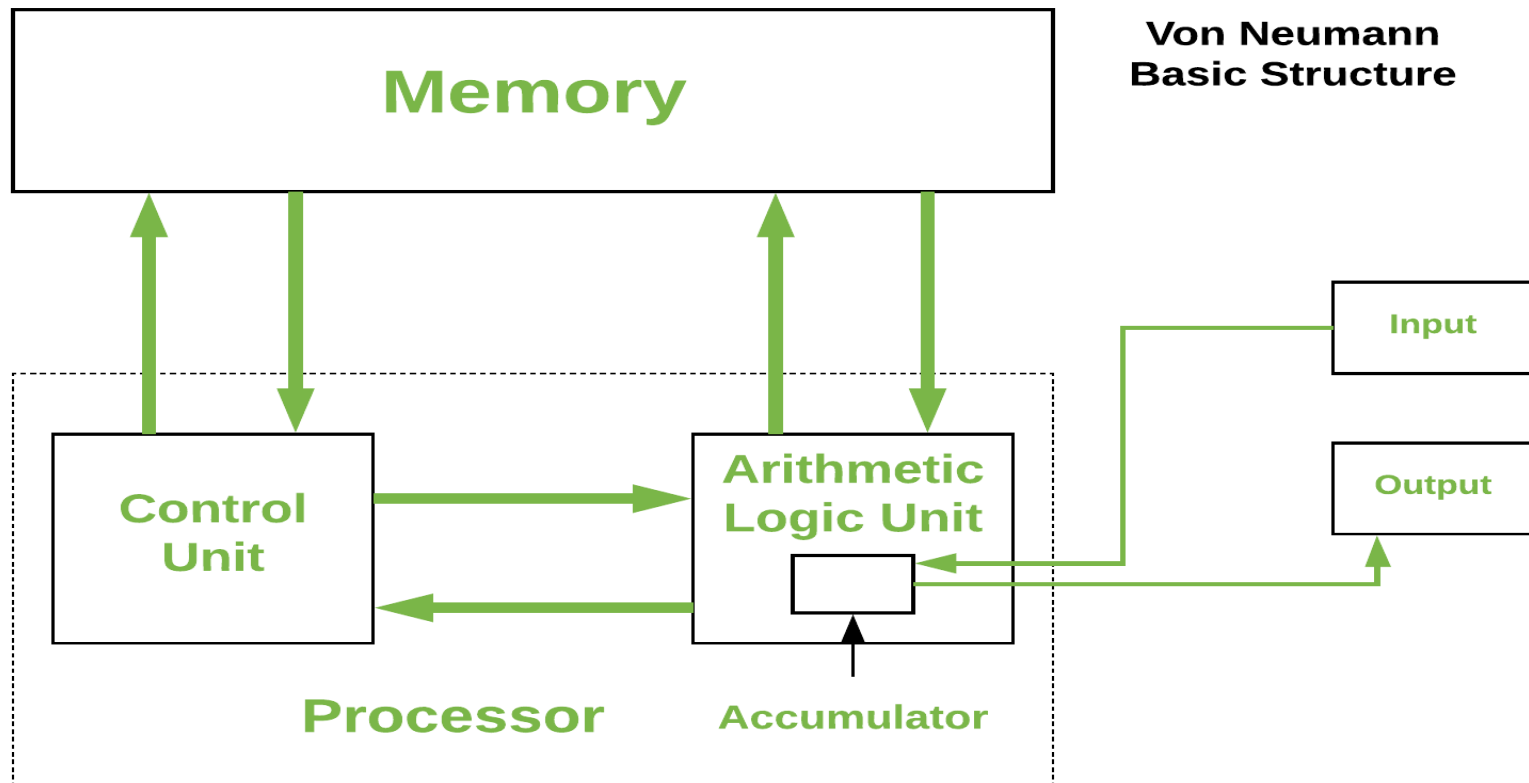 Von Neumann
Basic Structure
Memory
Input
Output
Control
Unit
Arithmetic
Logic Unit
Processor
Accumulator